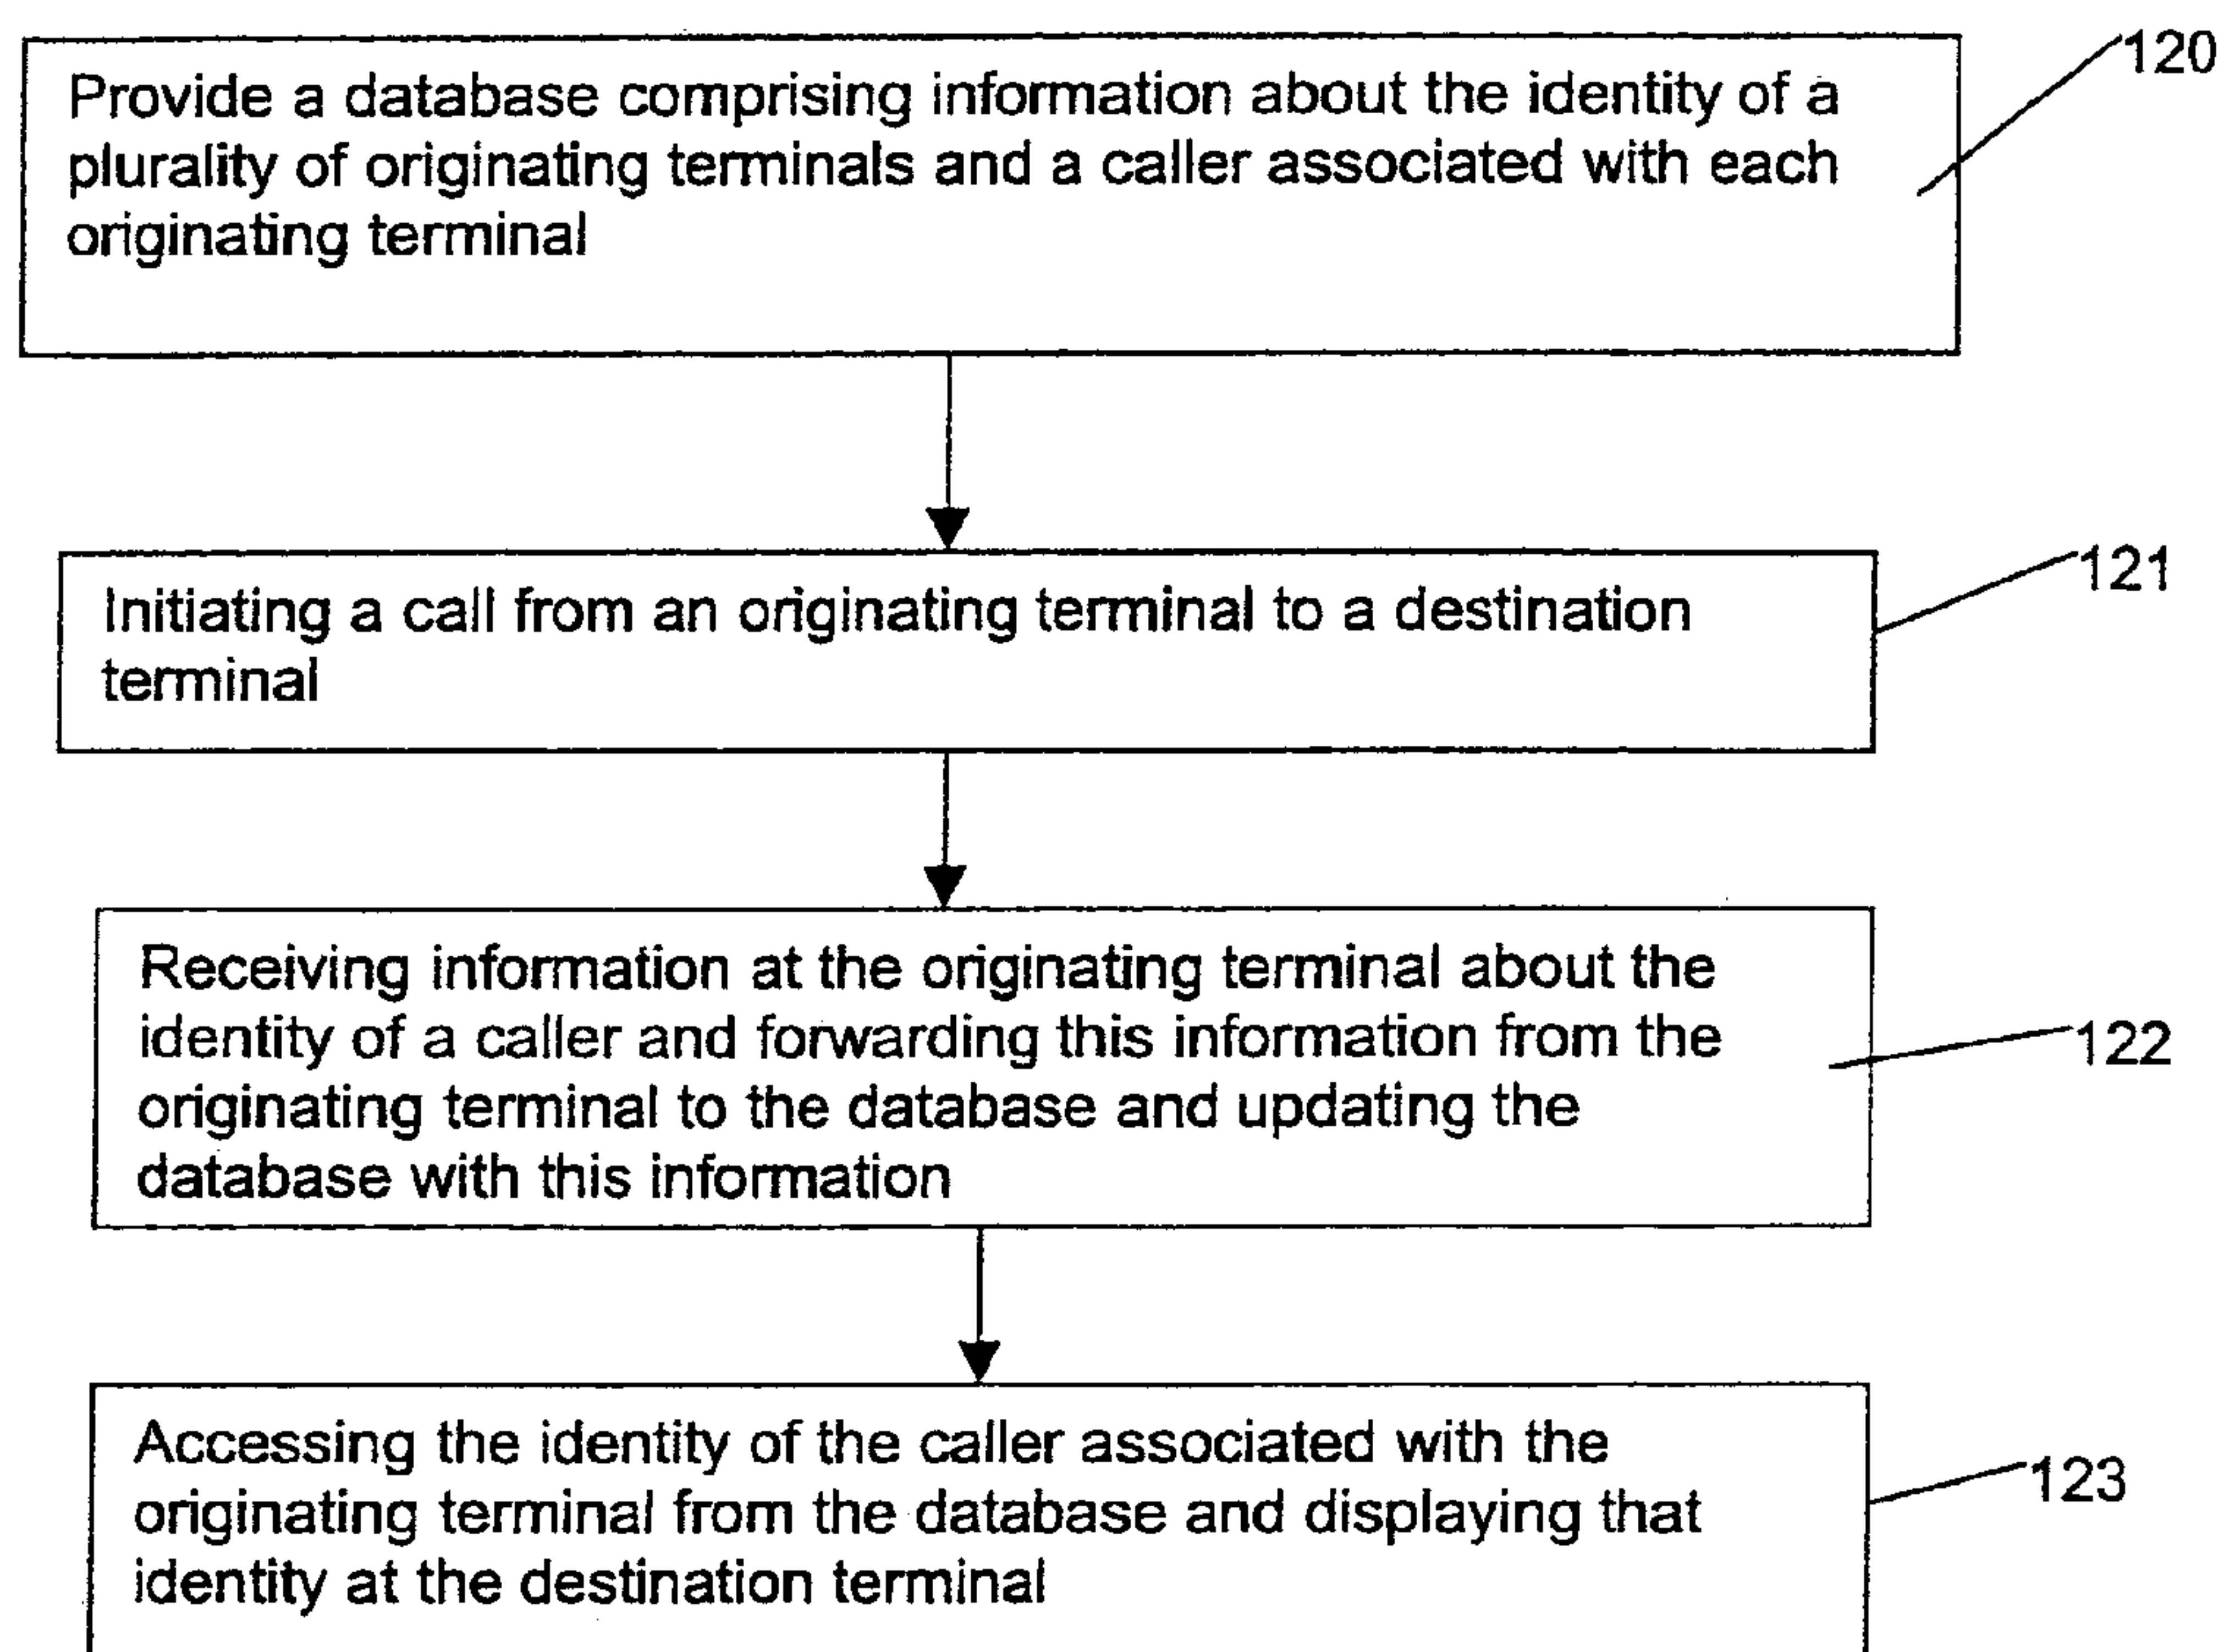 120
Provide a database comprising information about the identity of a
plurality of originating terminals and a caller associated with each
originating terminal
121
Initiating a call from an originating terminal to a destination
terminal
Receiving information at the originating terminal about the
identity of a caller and forwarding this information from the
122
originating terminal to the database and updating the
database with this information
Accessing the identity of the caller associated with the
123
originating terminal from the database and displaying that
identity at the destination terminal